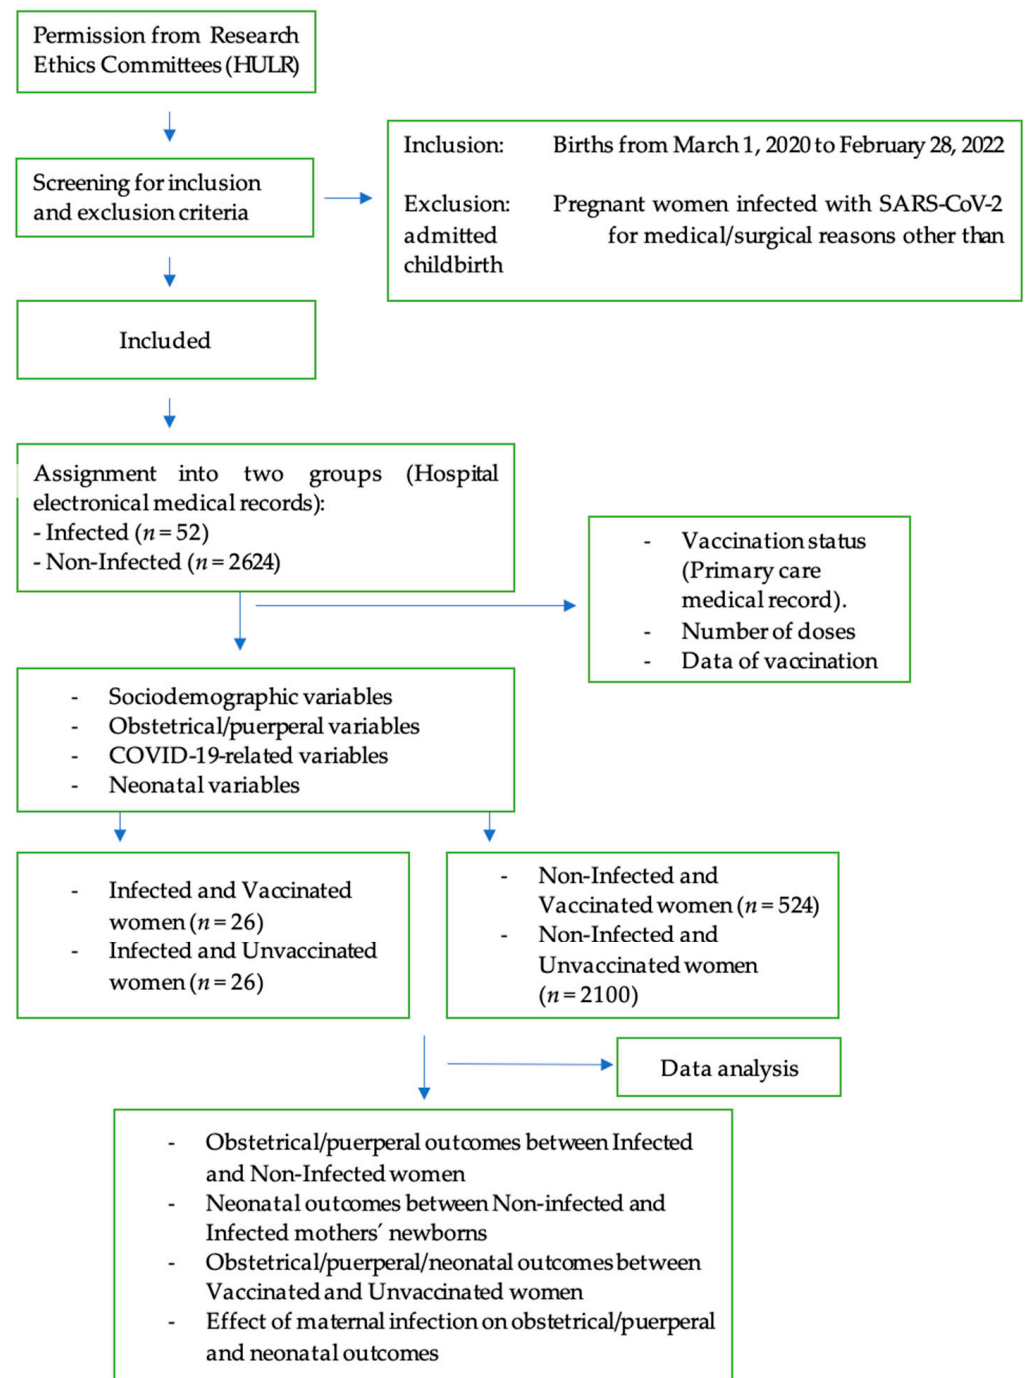 Permission from Research
Ethics Committees (HULR)
Screening for inclusion
and exclusion criteria
Inclusion: Births from March 1, 2020 to February 28, 2022
Exclusion: Pregnant women infected with SARS-CoV-2
admitted for medical/surgical reasons other than
childbirth
Included
Assignment into two groups (Hospital
electronical medical records):
- Infected (n = 52)
- Non-Infected (n = 2624)
- Vaccination status
(Primary care
medical record).
- Number of doses
- Data of vaccination
- Sociodemographic variables
- Obstetrical/puerperal variables
- COVID-19-related variables
- Neonatal variables
- Infected and Vaccinated
women (n = 26)
- Infected and Unvaccinated
women (n = 26)
- Non-Infected and
Vaccinated women (n = 524)
- Non-Infected and
Unvaccinated women
(n = 2100)
Data analysis
- Obstetrical/puerperal outcomes between Infected
and Non-Infected women
- Neonatal outcomes between Non-infected and
Infected mothers´ newborns
- Obstetrical/puerperal/neonatal outcomes between
Vaccinated and Unvaccinated women
- Effect of maternal infection on obstetrical/puerperal
and neonatal outcomes